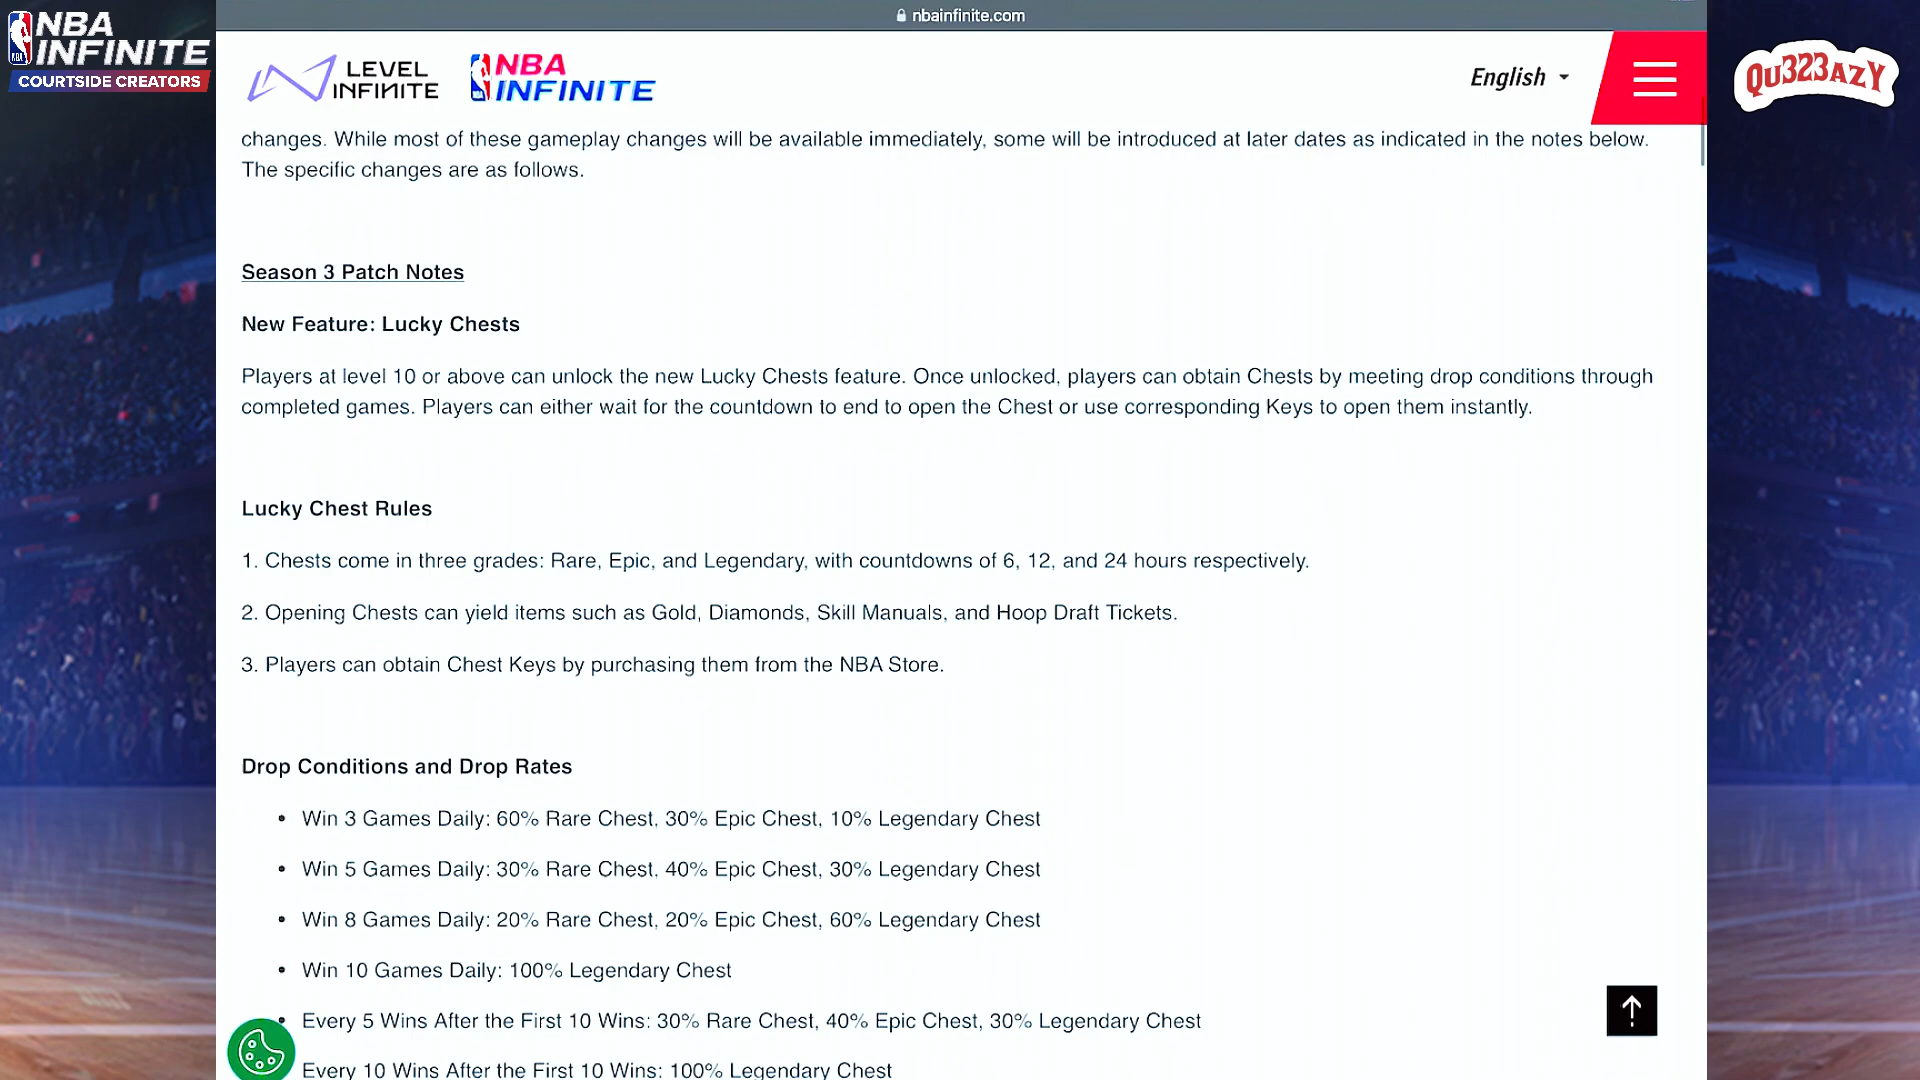 NBA
INFINITE
COURTSIDE CREATORS
nbainfinite.com
LEVEL
INFINITE
NBA
INFINITE
English
Qu323AZY
changes. While most of these gameplay changes will be available immediately, some will be introduced at later dates as indicated in the notes below.
The specific changes are as follows.
Season 3 Patch Notes
New Feature: Lucky Chests
Players at level 10 or above can unlock the new Lucky Chests feature. Once unlocked, players can obtain Chests by meeting drop conditions through
completed games. Players can either wait for the countdown to end to open the Chest or use corresponding Keys to open them instantly.
Lucky Chest Rules
1. Chests come in three grades: Rare, Epic, and Legendary, with countdowns of 6, 12, and 24 hours respectively.
2. Opening Chests can yield items such as Gold, Diamonds, Skill Manuals, and Hoop Draft Tickets.
3. Players can obtain Chest Keys by purchasing them from the NBA Store.
Drop Conditions and Drop Rates
• Win 3 Games Daily: 60% Rare Chest, 30% Epic Chest, 10% Legendary Chest
• Win 5 Games Daily: 30% Rare Chest, 40% Epic Chest, 30% Legendary Chest
• Win 8 Games Daily: 20% Rare Chest, 20% Epic Chest, 60% Legendary Chest
• Win 10 Games Daily: 100% Legendary Chest
• Every 5 Wins After the First 10 Wins: 30% Rare Chest, 40% Epic Chest, 30% Legendary Chest
Every 10 Wins After the First 10 Wins: 100% Legendary Chest